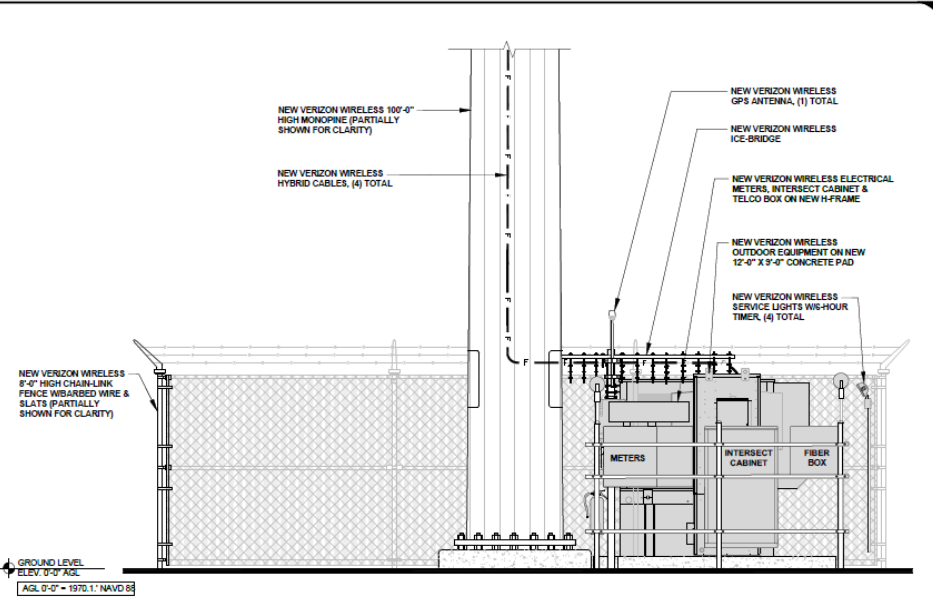 NEW VERIZON WIRELESS 100'-0"
HIGH MONOPINE (PARTIALLY
SHOWN FOR CLARITY)
NEW VERIZON WIRELESS
HYBRID CABLES, (4) TOTAL
NEW VERIZON WIRELESS
GPS ANTENNA, (1) TOTAL
NEW VERIZON WIRELESS
ICE-BRIDGE
NEW VERIZON WIRELESS ELECTRICAL
METERS, INTERSECT CABINET &
TELCO BOX ON NEW H-FRAME
NEW VERIZON WIRELESS
OUTDOOR EQUIPMENT ON NEW
12'-0" X 9'-0" CONCRETE PAD
NEW VERIZON WIRELESS
SERVICE LIGHTS W/6-HOUR
TIMER, (4) TOTAL
NEW VERIZON WIRELESS
8'-0" HIGH CHAIN-LINK
FENCE W/BARBED WIRE &
SLATS (PARTIALLY
SHOWN FOR CLARITY)
F
F
F
F
F
F
METERS
INTERSECT
CABINET
FIBER
BOX
GROUND LEVEL
ELEV. 0'-0" AGL
AGL 0'-0" = 1970.1.' NAVD 88